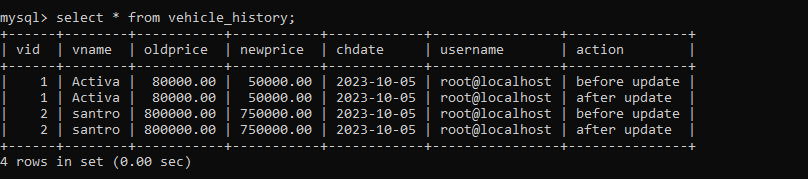 mysql> select * from vehicle_history;
+------+--------+-----------+-----------+------------+----------------+---------------+
| vid  | vname  | oldprice  | newprice  | chdate     | username       | action        |
+------+--------+-----------+-----------+------------+----------------+---------------+
|    1 | Activa |  80000.00 |  50000.00 | 2023-10-05 | root@localhost | before update |
|    1 | Activa |  80000.00 |  50000.00 | 2023-10-05 | root@localhost | after update  |
|    2 | santro | 800000.00 | 750000.00 | 2023-10-05 | root@localhost | before update |
|    2 | santro | 800000.00 | 750000.00 | 2023-10-05 | root@localhost | after update  |
+------+--------+-----------+-----------+------------+----------------+---------------+
4 rows in set (0.00 sec)